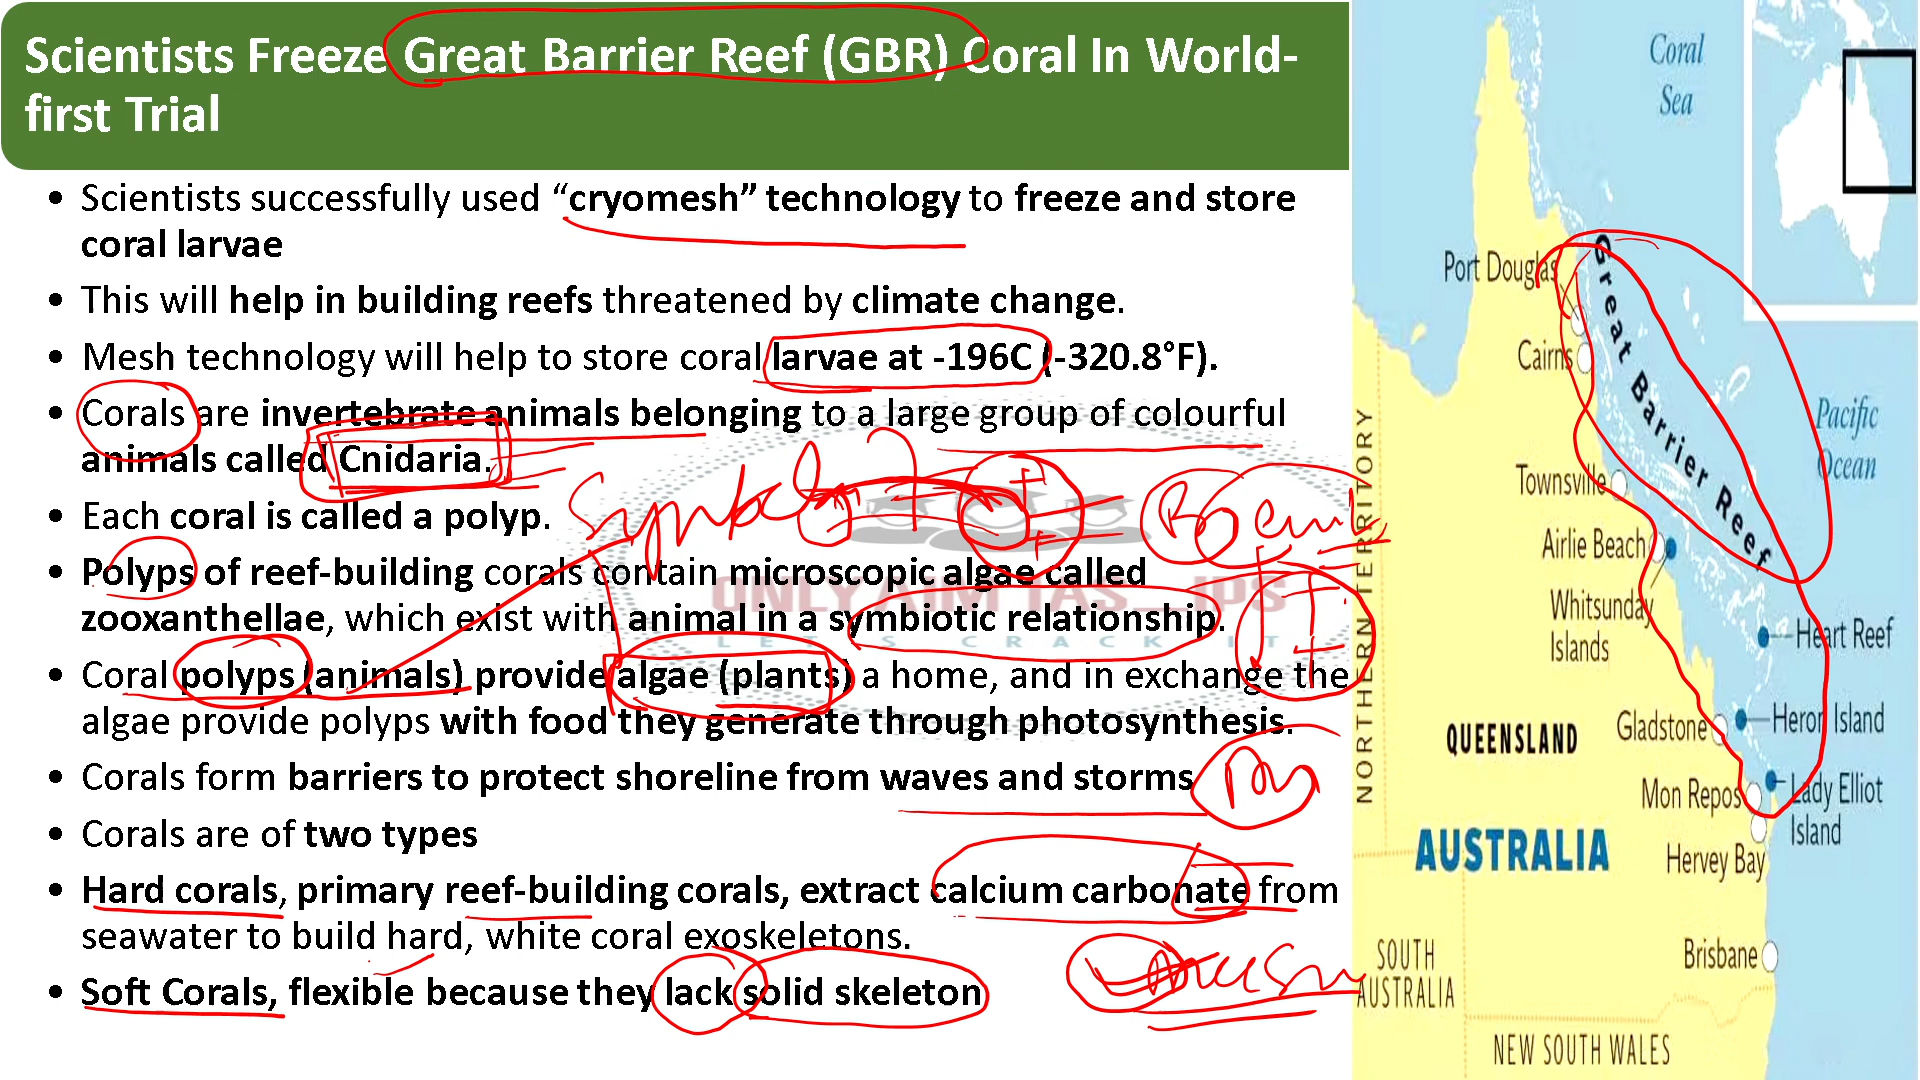 Scientists Freeze Great Barrier Reef (GBR) Coral In World-
first Trial
• Scientists successfully used “cryomesh” technology to freeze and store
coral larvae
• This will help in building reefs threatened by climate change.
• Mesh technology will help to store coral larvae at -196C (-320.8°F).
• Corals are invertebrate animals belonging to a large group of colourful
animals called Cnidaria.
• Each coral is called a polyp.
• Polyps of reef-building corals contain microscopic algae called
zooxanthellae, which exist with animal in a symbiotic relationship.
• Coral polyps (animals) provide algae (plants) a home, and in exchange the
algae provide polyps with food they generate through photosynthesis.
• Corals form barriers to protect shoreline from waves and storms
• Corals are of two types
• Hard corals, primary reef-building corals, extract calcium carbonate from
seawater to build hard, white coral exoskeletons.
• Soft Corals, flexible because they lack solid skeleton
ONLY AIM IAS__IPS
LET'S CRACK IT
Coral
Sea
Port Douglas
Great Barrier Reef
Cairns
Pacific
Ocean
Townsville
Airlie Beach
Whitsunday
Islands
Heart Reef
NORTHERN TERRITORY
QUEENSLAND
Gladstone
Heron Island
Mon Repos
Lady Elliot
Island
AUSTRALIA
Hervey Bay
SOUTH
AUSTRALIA
Brisbane
NEW SOUTH WALES